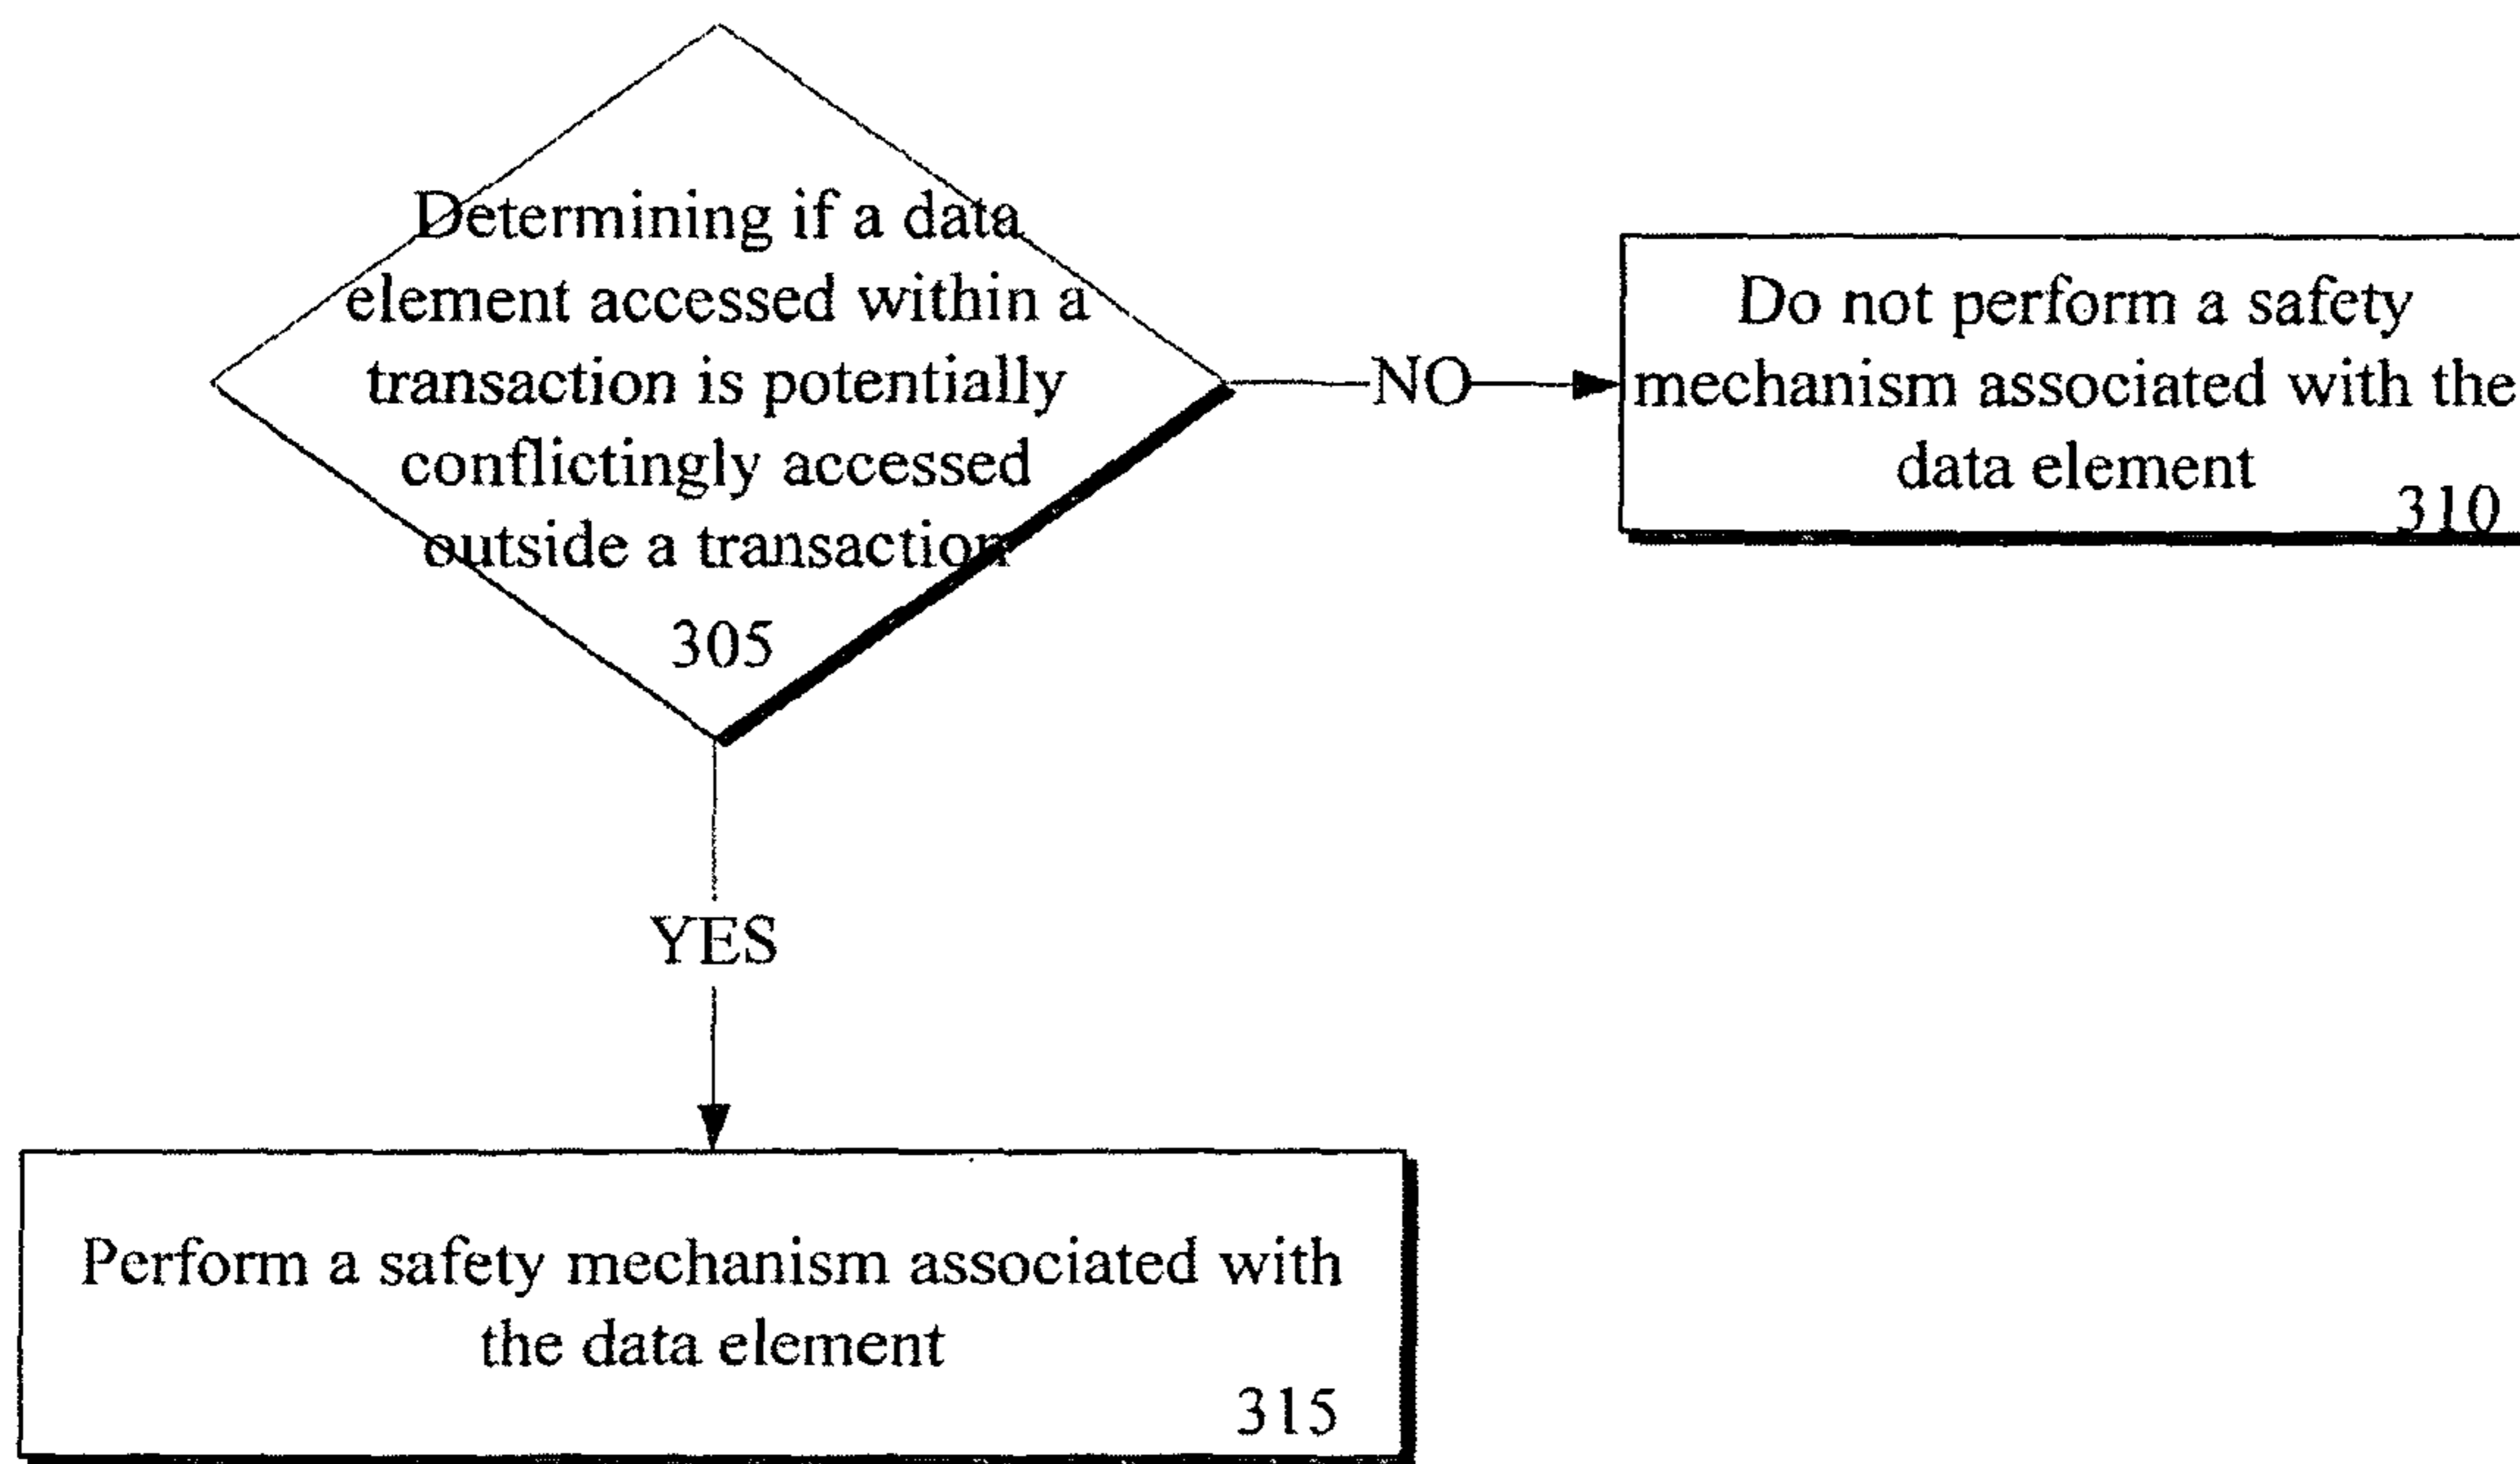 Determining if a data
element accessed within a
transaction is potentially
conflictingly accessed
outside a transaction
305
NO
Do not perform a safety
mechanism associated with the
data element
310
YES
Perform a safety mechanism associated with
the data element
315